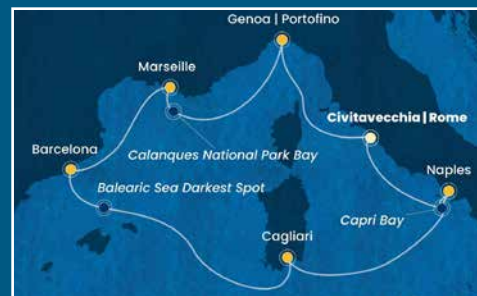 Genoa | Portofino
Marseille
Civitavecchia | Rome
Calanques National Park Bay
Barcelona
Naples
Balearic Sea Darkest Spot
Capri Bay
Cagliari